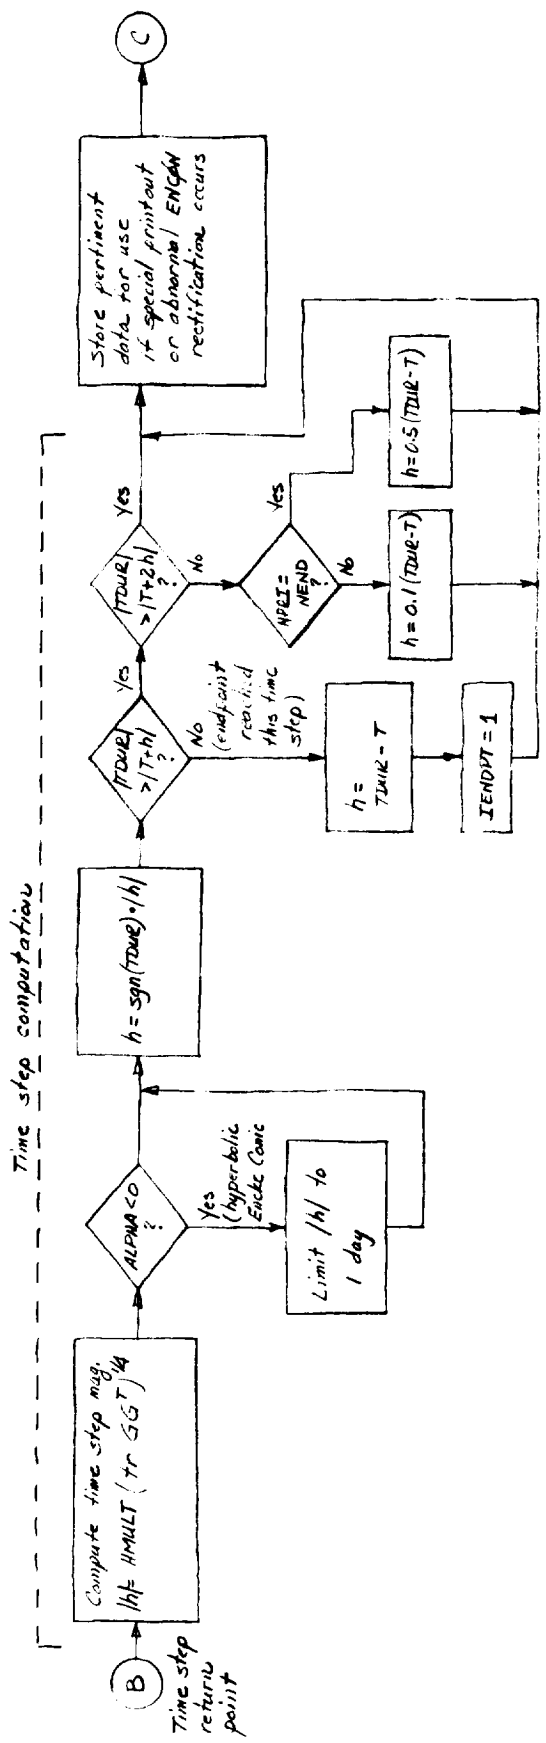 Time step computation
B
Time step
return
point
Compute time step mag.
|h|= HMULT (tr GGᵀ)^1/4
ALPHA<0
?
Yes
(hyperbolic
Encke Conic
Limit |h| to
1 day
h = sgn(TDUR)•|h|
|TDUR|
>|T+h|
?
Yes
No
(endpoint
reached
this time
step)
h=
TDUR-T
IENDPT=1
|TDUR|
>|T+2h|
?
Yes
No
NPRI=
NEND
?
Yes
No
h=0.1(TDUR-T)
h=0.5(TDUR-T)
Store pertinent
data for use
if special printout
or abnormal ENCON
rectification occurs
C